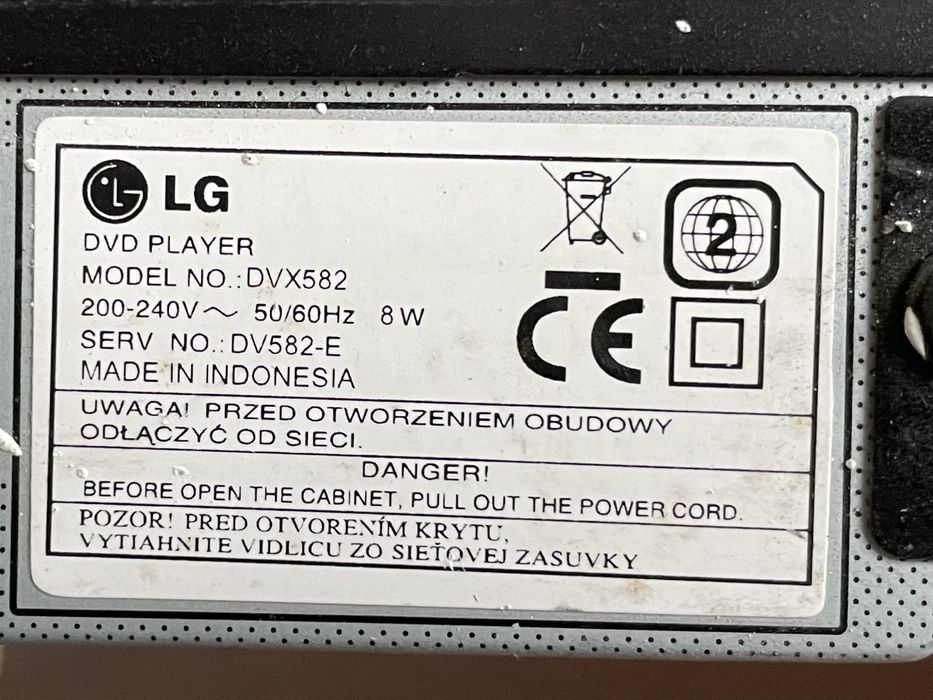 LG
DVD PLAYER
MODEL NO.: DVX582
200-240V～ 50/60Hz 8W
SERV NO.: DV582-E
MADE IN INDONESIA
2
CE
UWAGA! PRZED OTWORZENIEM OBUDOWY
ODŁĄCZYĆ OD SIECI.
DANGER!
BEFORE OPEN THE CABINET, PULL OUT THE POWER CORD.
POZOR! PRED OTVORENÍM KRYTU,
VYTIAHNITE VIDLICU ZO SIEŤOVEJ ZASUVKY